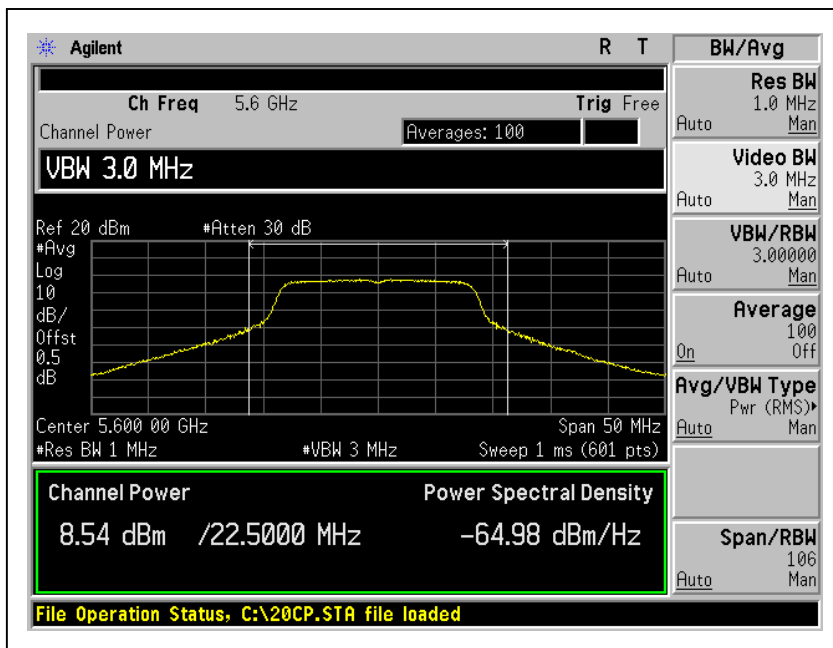 Agilent R T
Ch Freq 5.6 GHz Trig Free
Channel Power Averages: 100
VBW 3.0 MHz
Ref 20 dBm #Atten 30 dB
#Avg
Log
10
dB/
Offst
0.5
dB
Center 5.600 00 GHz Span 50 MHz
#Res BW 1 MHz #VBW 3 MHz Sweep 1 ms (601 pts)
Channel Power Power Spectral Density
8.54 dBm /22.5000 MHz -64.98 dBm/Hz
File Operation Status, C:\20CP.STA file loaded
BW/Avg
Res BW
1.0 MHz
Auto Man
Video BW
3.0 MHz
Auto Man
VBW/RBW
3.00000
Auto Man
Average
100
On Off
Avg/VBW Type
Pwr (RMS)
Auto Man
Span/RBW
106
Auto Man